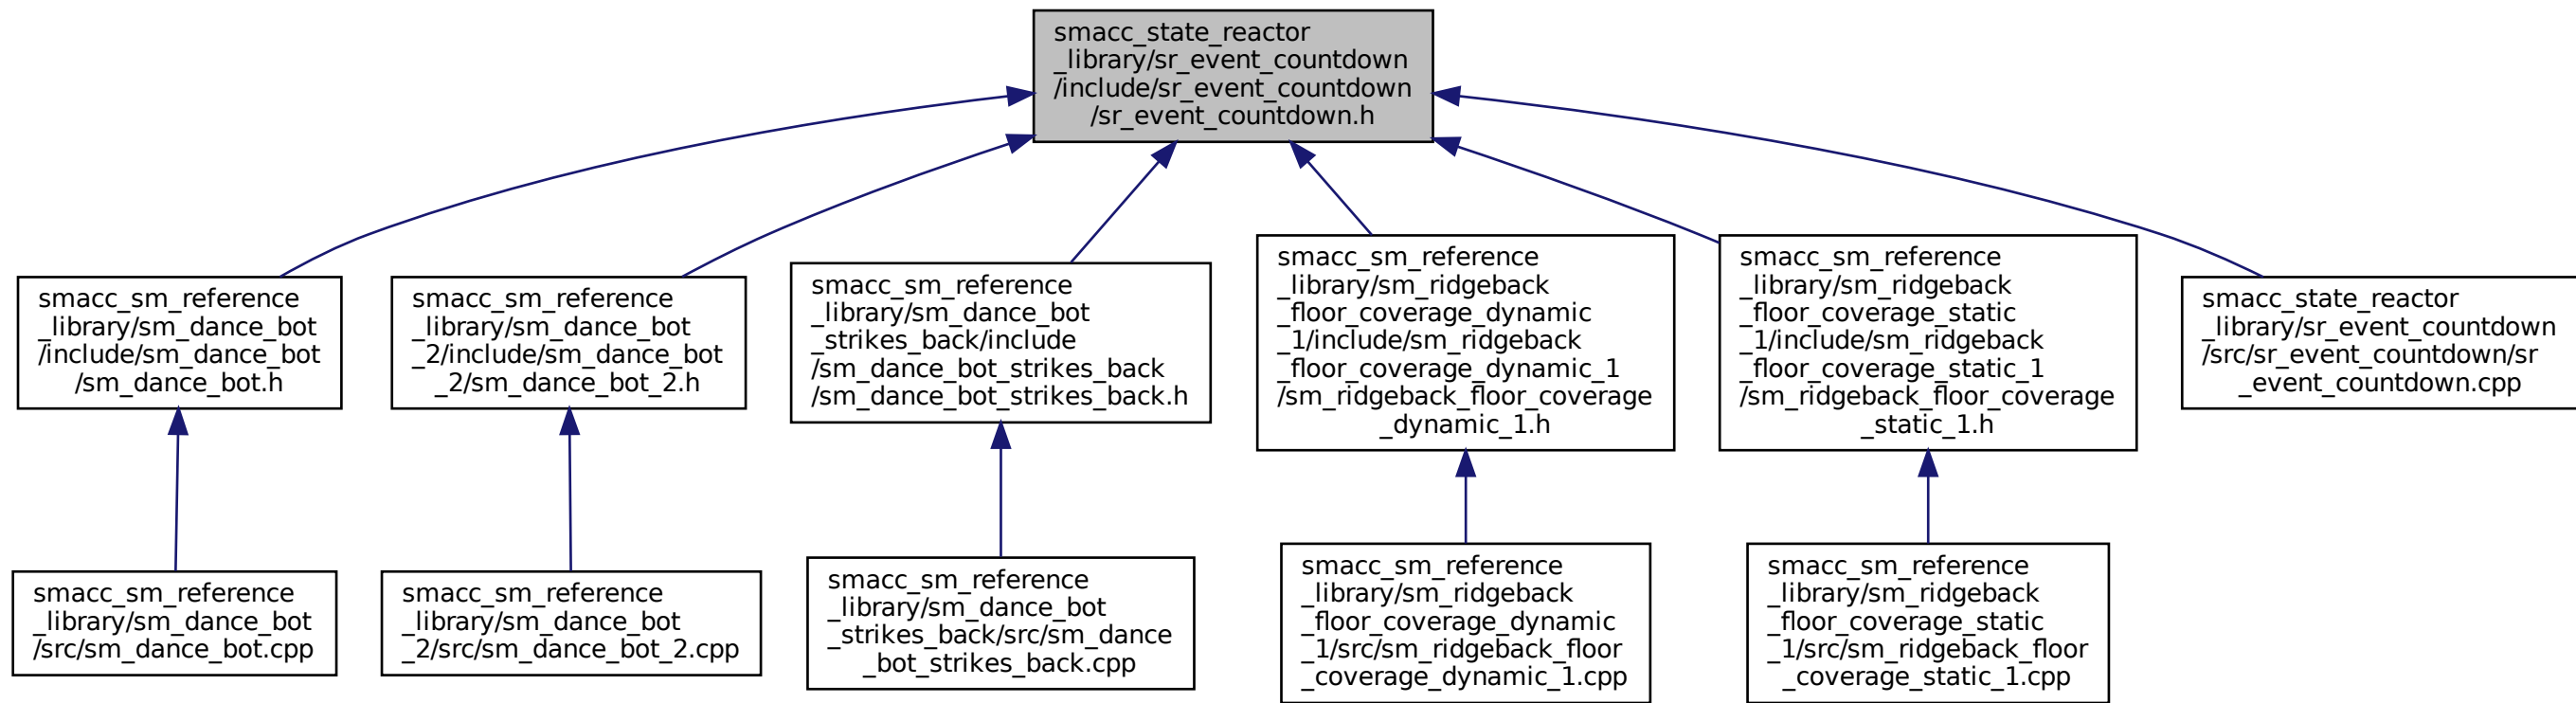 smacc_state_reactor
_library/sr_event_countdown
/include/sr_event_countdown
/sr_event_countdown.h
smacc_sm_reference
_library/sm_dance_bot
/include/sm_dance_bot
/sm_dance_bot.h
smacc_sm_reference
_library/sm_dance_bot
_2/include/sm_dance_bot
_2/sm_dance_bot_2.h
smacc_sm_reference
_library/sm_dance_bot
_strikes_back/include
/sm_dance_bot_strikes_back
/sm_dance_bot_strikes_back.h
smacc_sm_reference
_library/sm_ridgeback
_floor_coverage_dynamic
_1/include/sm_ridgeback
_floor_coverage_dynamic_1
/sm_ridgeback_floor_coverage
_dynamic_1.h
smacc_sm_reference
_library/sm_ridgeback
_floor_coverage_static
_1/include/sm_ridgeback
_floor_coverage_static_1
/sm_ridgeback_floor_coverage
_static_1.h
smacc_state_reactor
_library/sr_event_countdown
/src/sr_event_countdown/sr
_event_countdown.cpp
smacc_sm_reference
_library/sm_dance_bot
/src/sm_dance_bot.cpp
smacc_sm_reference
_library/sm_dance_bot
_2/src/sm_dance_bot_2.cpp
smacc_sm_reference
_library/sm_dance_bot
_strikes_back/src/sm_dance
_bot_strikes_back.cpp
smacc_sm_reference
_library/sm_ridgeback
_floor_coverage_dynamic
_1/src/sm_ridgeback_floor
_coverage_dynamic_1.cpp
smacc_sm_reference
_library/sm_ridgeback
_floor_coverage_static
_1/src/sm_ridgeback_floor
_coverage_static_1.cpp